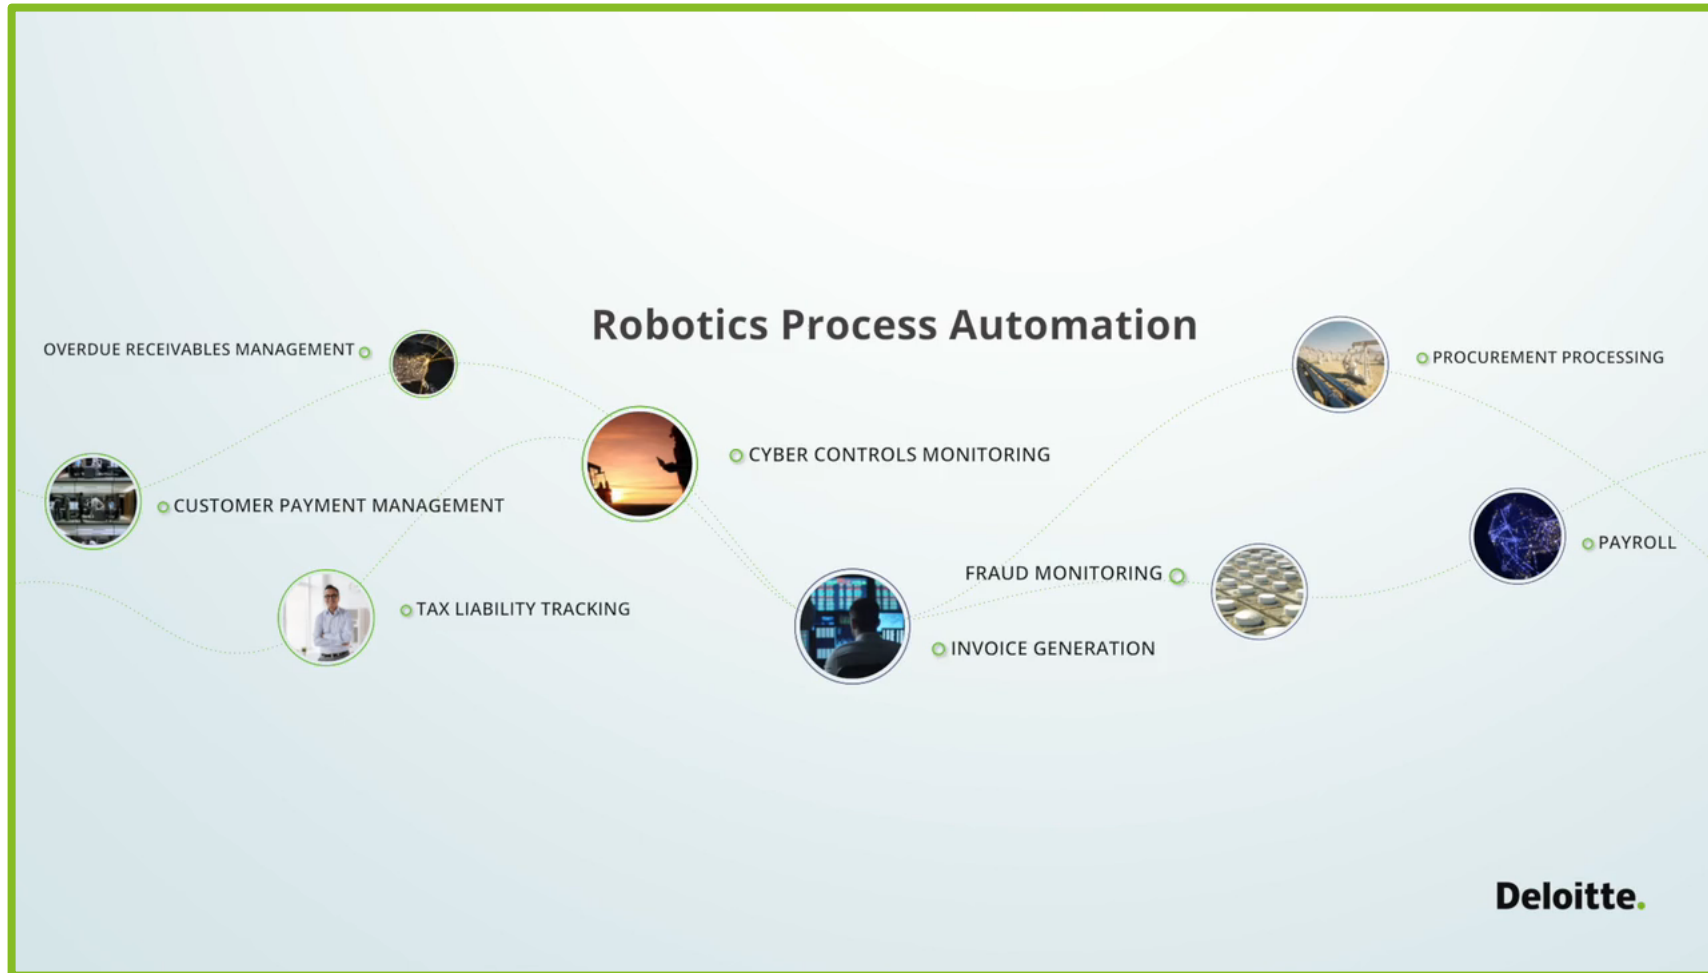 Robotics Process Automation
OVERDUE RECEIVABLES MANAGEMENT
PROCUREMENT PROCESSING
CYBER CONTROLS MONITORING
CUSTOMER PAYMENT MANAGEMENT
PAYROLL
FRAUD MONITORING
TAX LIABILITY TRACKING
INVOICE GENERATION
Deloitte.